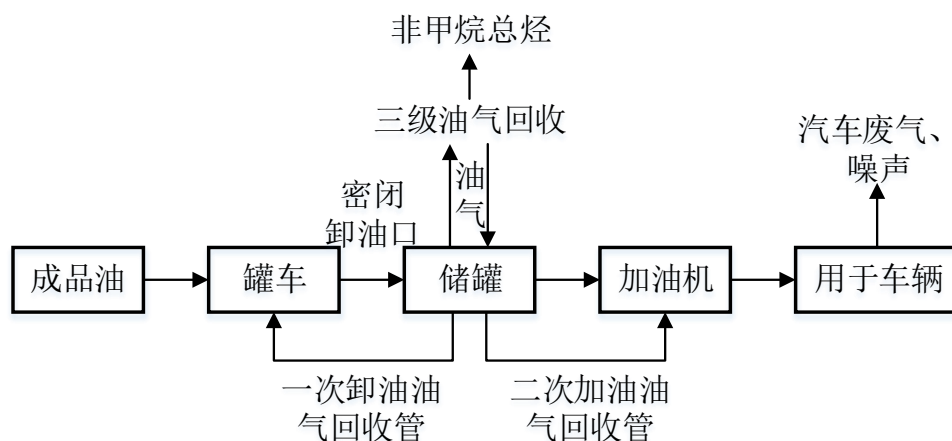 非甲烷总烃
三级油气回收
汽车废气、
噪声
油
气
密闭
卸油口
成品油
罐车
储罐
加油机
用于车辆
一次卸油油
气回收管
二次加油油
气回收管